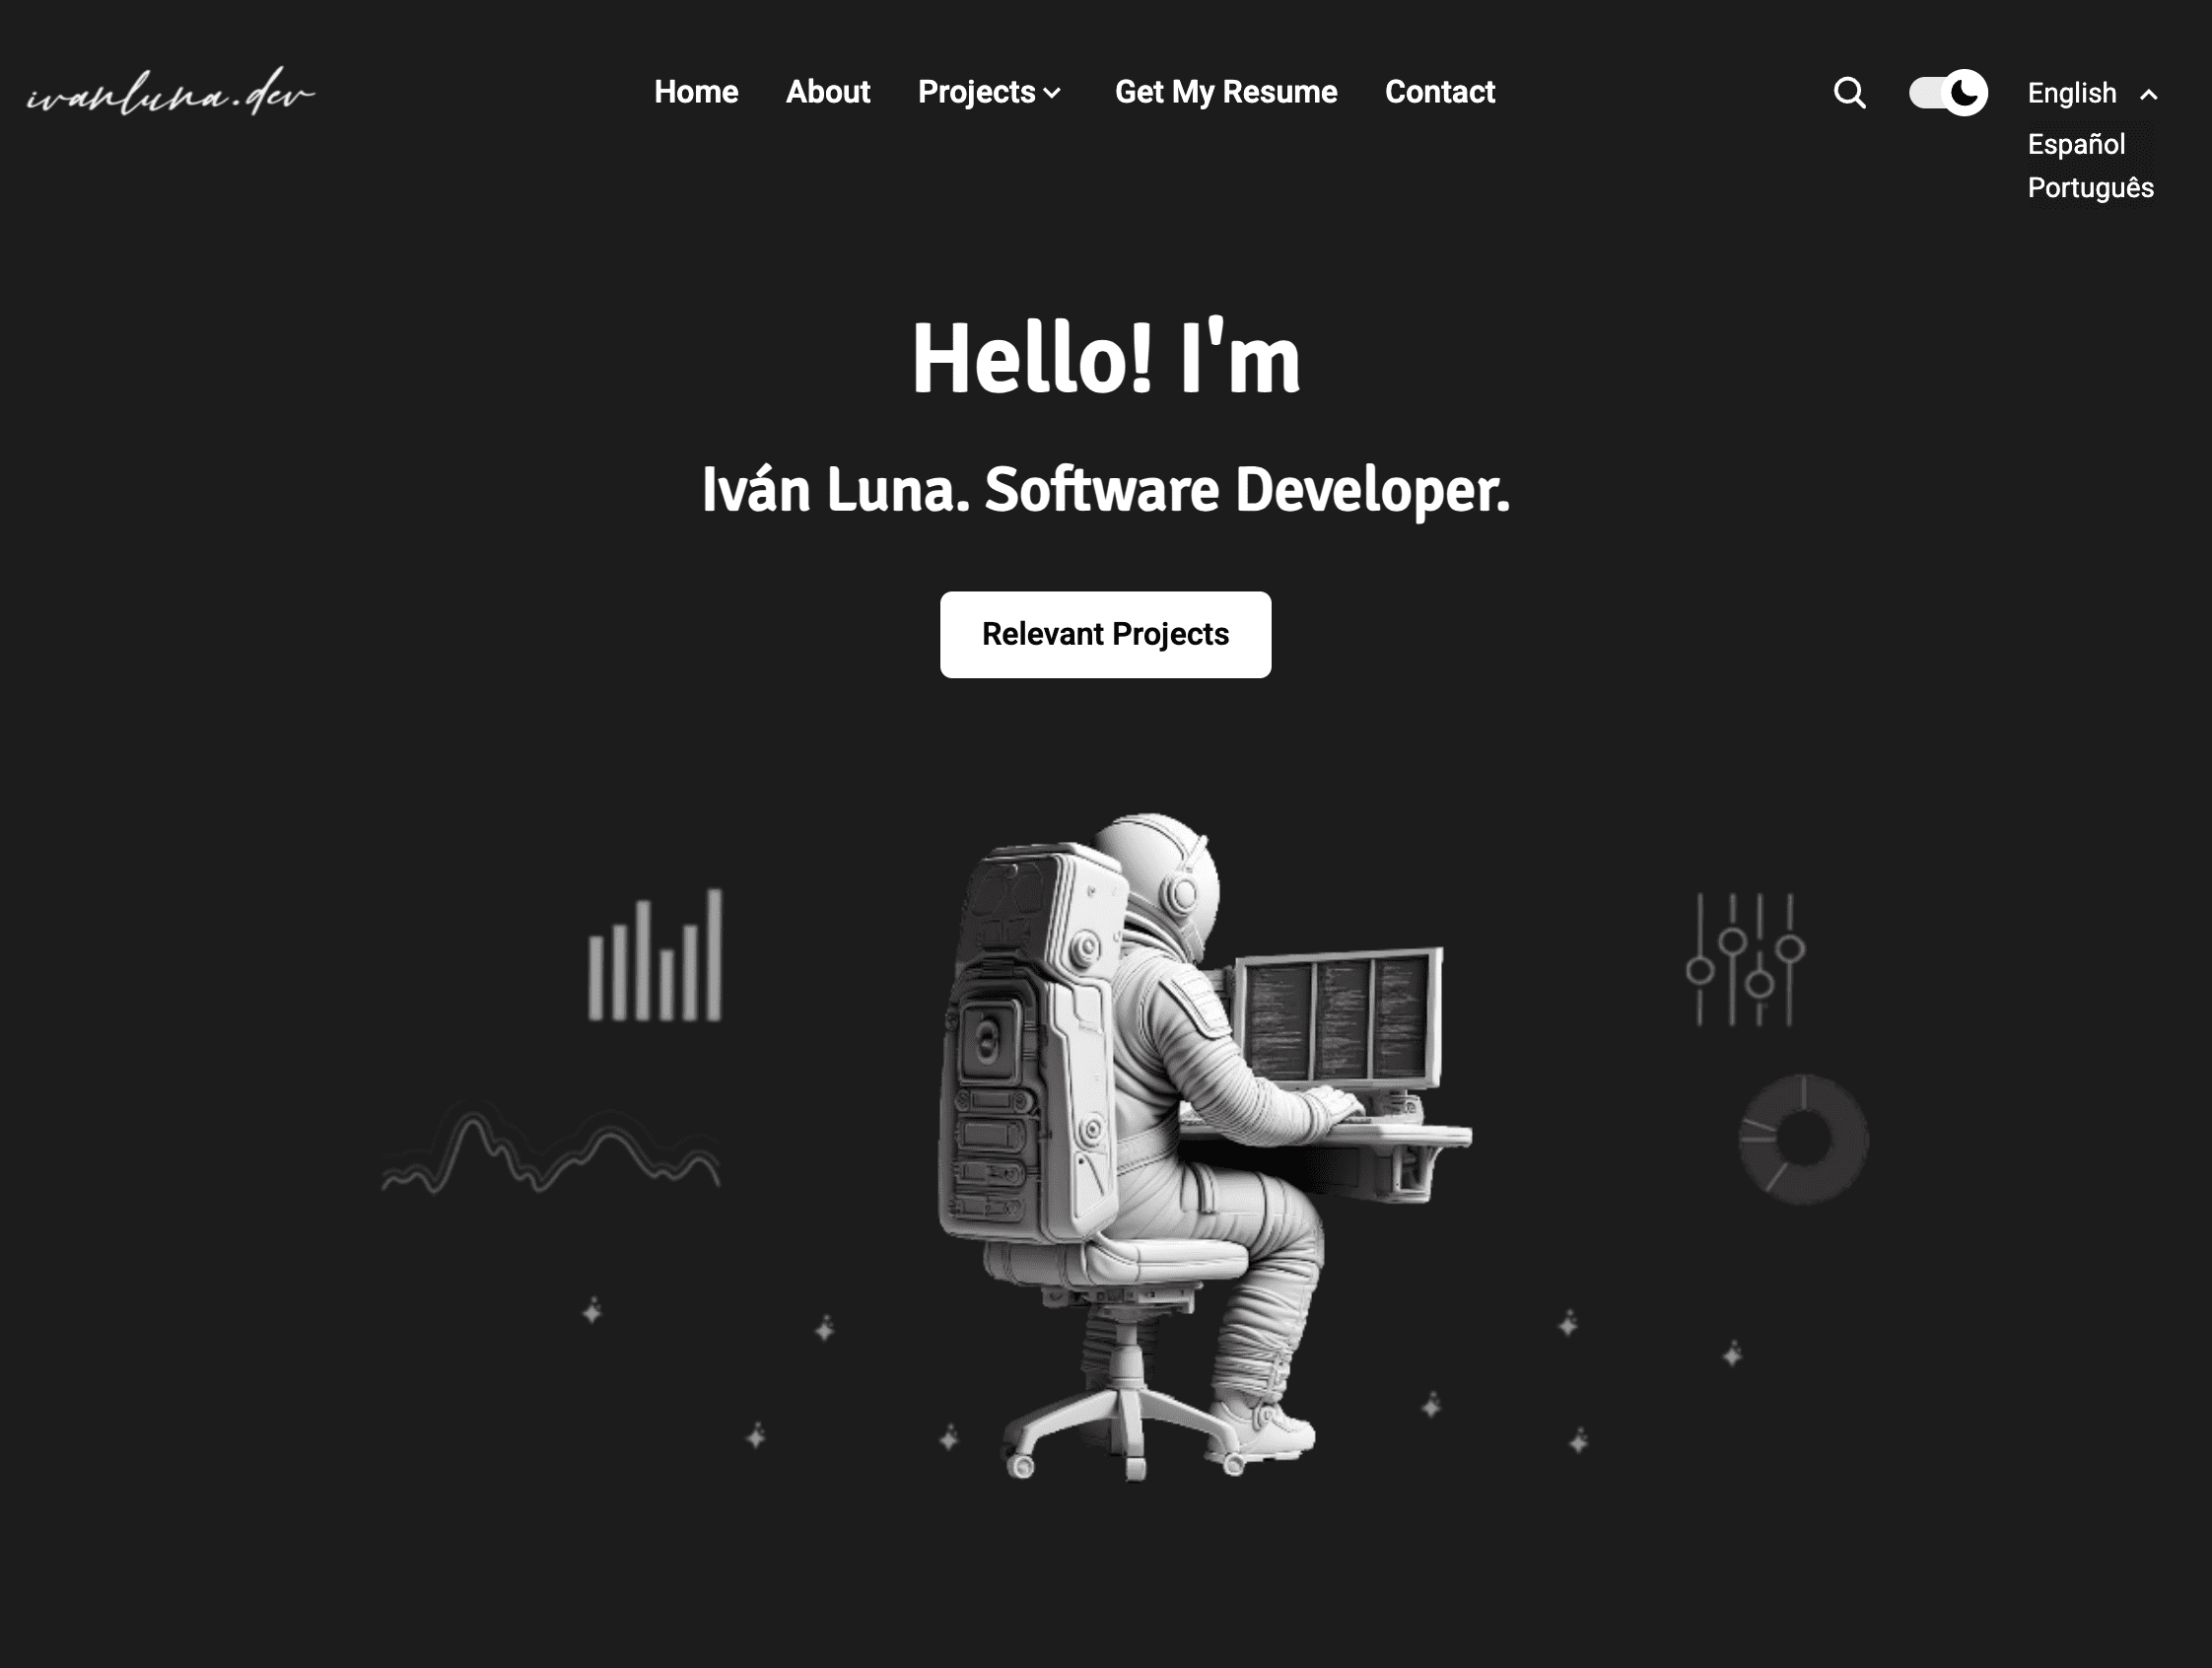 ivanluna.dev
Home About Projects Get My Resume Contact English
Español
Português
Hello! I'm
Iván Luna. Software Developer.
Relevant Projects